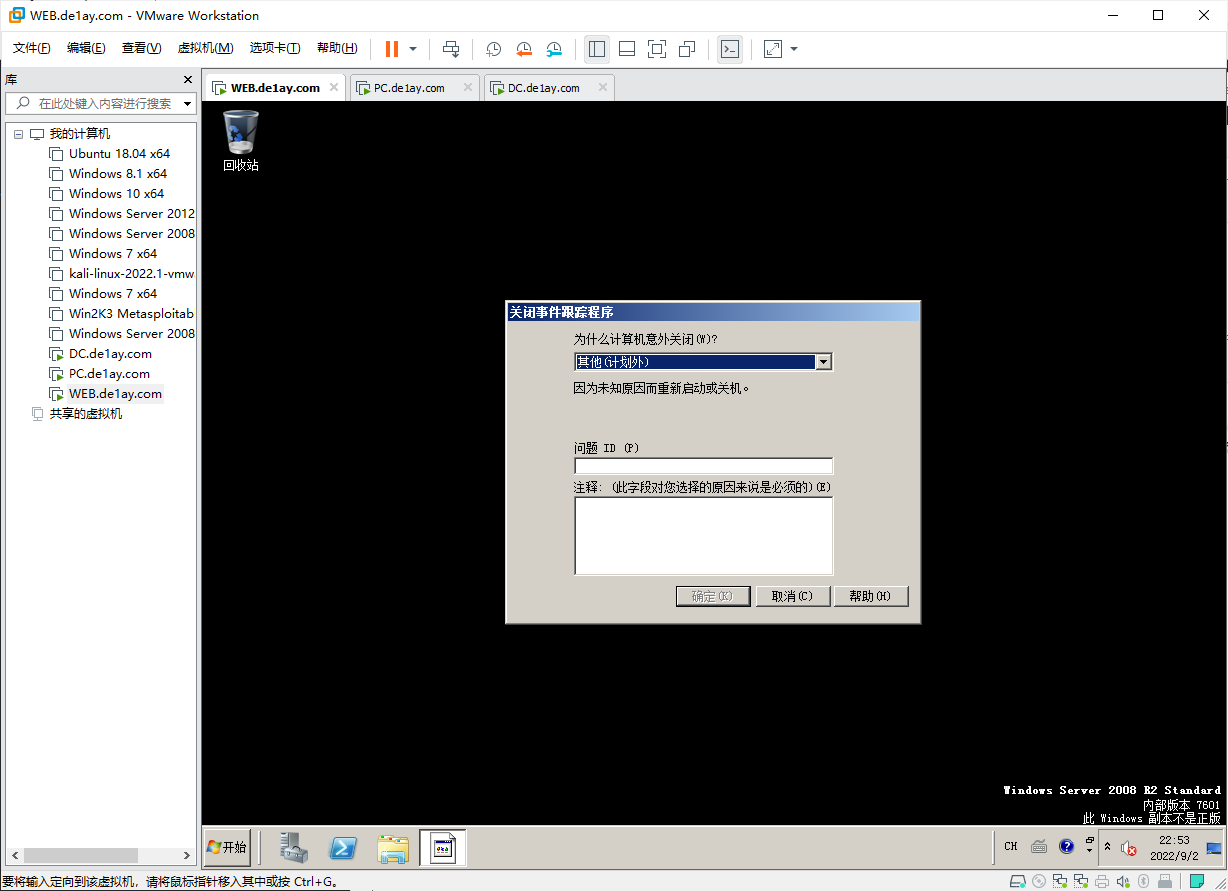 WEB.de1ay.com - VMware Workstation
文件(F) 编辑(E) 查看(V) 虚拟机(M) 选项卡(T) 帮助(H)
库
在此处键入内容进行搜索
我的计算机
Ubuntu 18.04 x64
Windows 8.1 x64
Windows 10 x64
Windows Server 2012
Windows Server 2008
Windows 7 x64
kali-linux-2022.1-vmw
Windows 7 x64
Win2K3 Metasploitab
Windows Server 2008
DC.de1ay.com
PC.de1ay.com
WEB.de1ay.com
共享的虚拟机
WEB.de1ay.com PC.de1ay.com DC.de1ay.com
回收站
关闭事件跟踪程序
为什么计算机意外关闭(W)?
其他(计划外)
因为未知原因而重新启动或关机。
问题 ID (P)
注释: (此字段对您选择的原因来说是必须的)(E)
确定(K) 取消(C) 帮助(H)
Windows Server 2008 R2 Standard
内部版本 7601
此 Windows 副本不是正版
开始
CH
22:53
2022/9/2
要将输入定向到该虚拟机，请将鼠标指针移入其中或按 Ctrl+G。